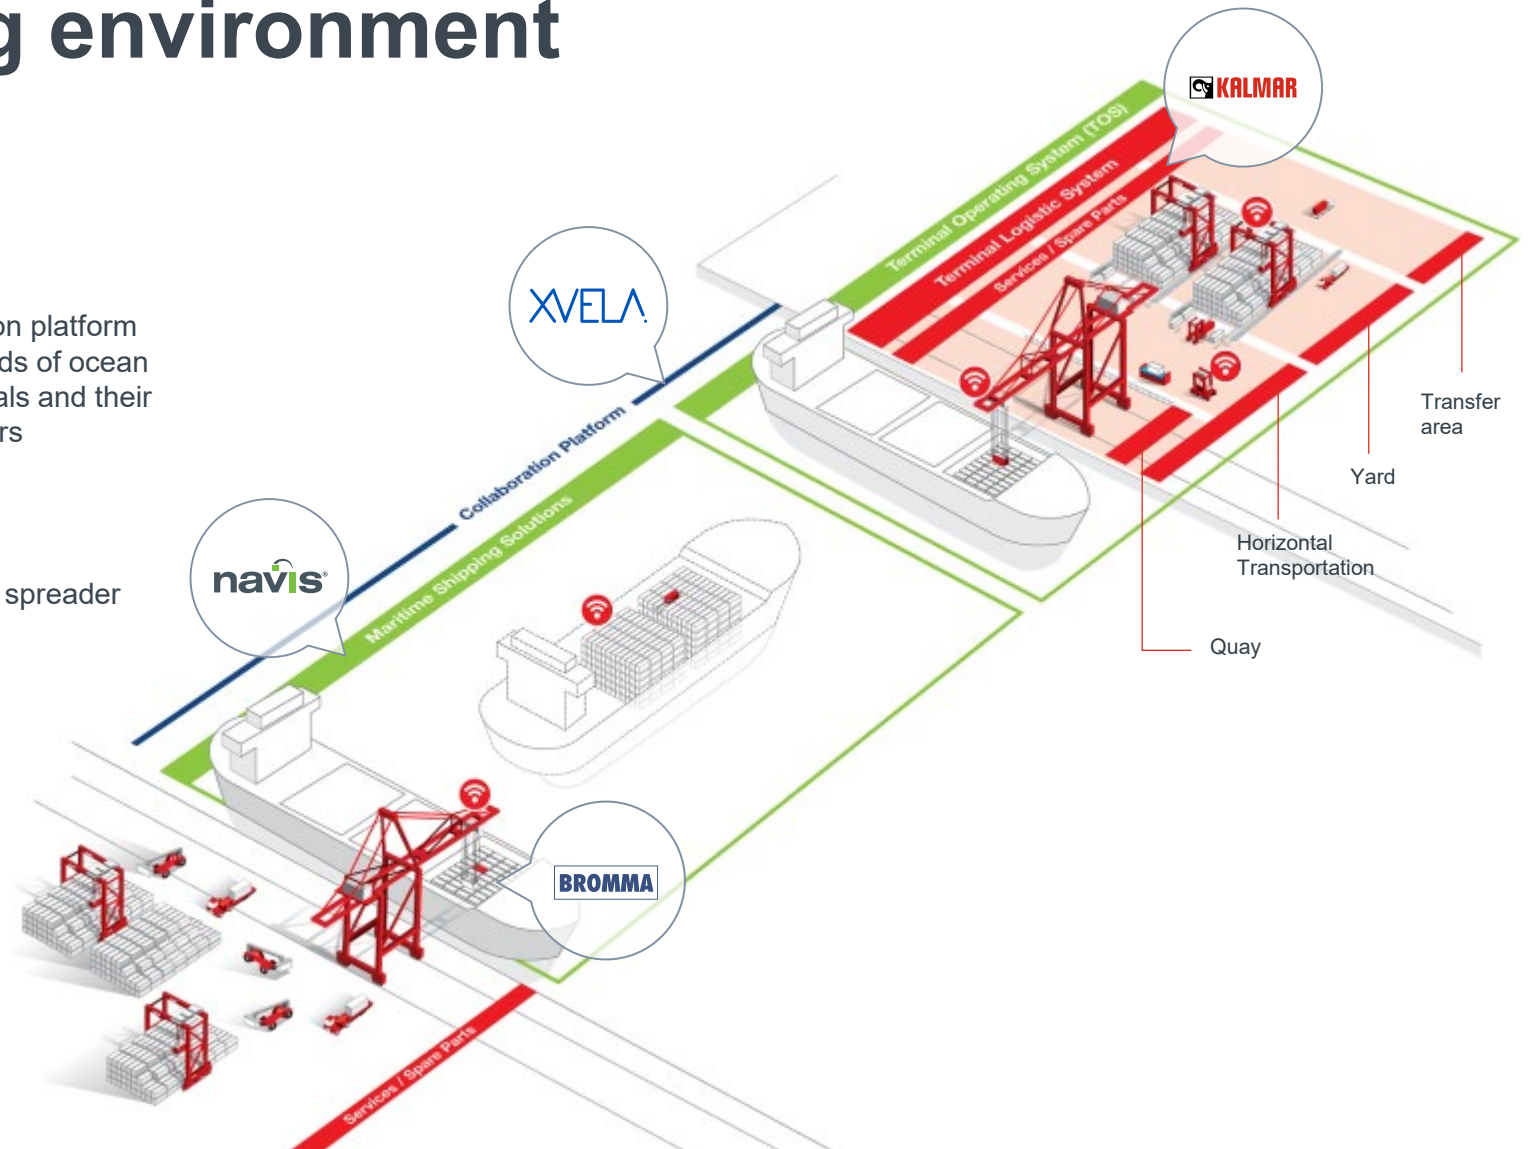 g environment
KALMAR
Terminal Operating System (TOS)
Terminal Logistic System
Services / Spare Parts
XVELA
on platform
ds of ocean
als and their
rs
Collaboration Platform
Transfer
area
Yard
Maritime Shipping Solutions
Horizontal
Transportation
navis
spreader
Quay
BROMMA
Services / Spare Parts